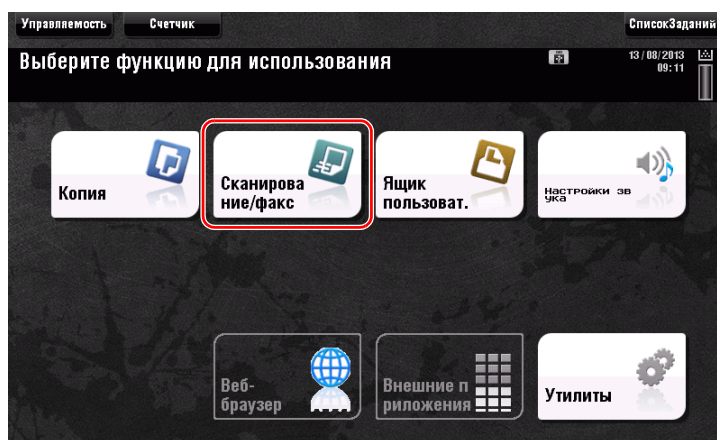 Управляемость Счетчик СписокЗаданий
Выберите функцию для использования
13/08/2013
09:11
Копия
Сканирова
ние/факс
Ящик
пользоват.
Настройки зв
ука
Веб-
браузер
Внешние п
риложения
Утилиты